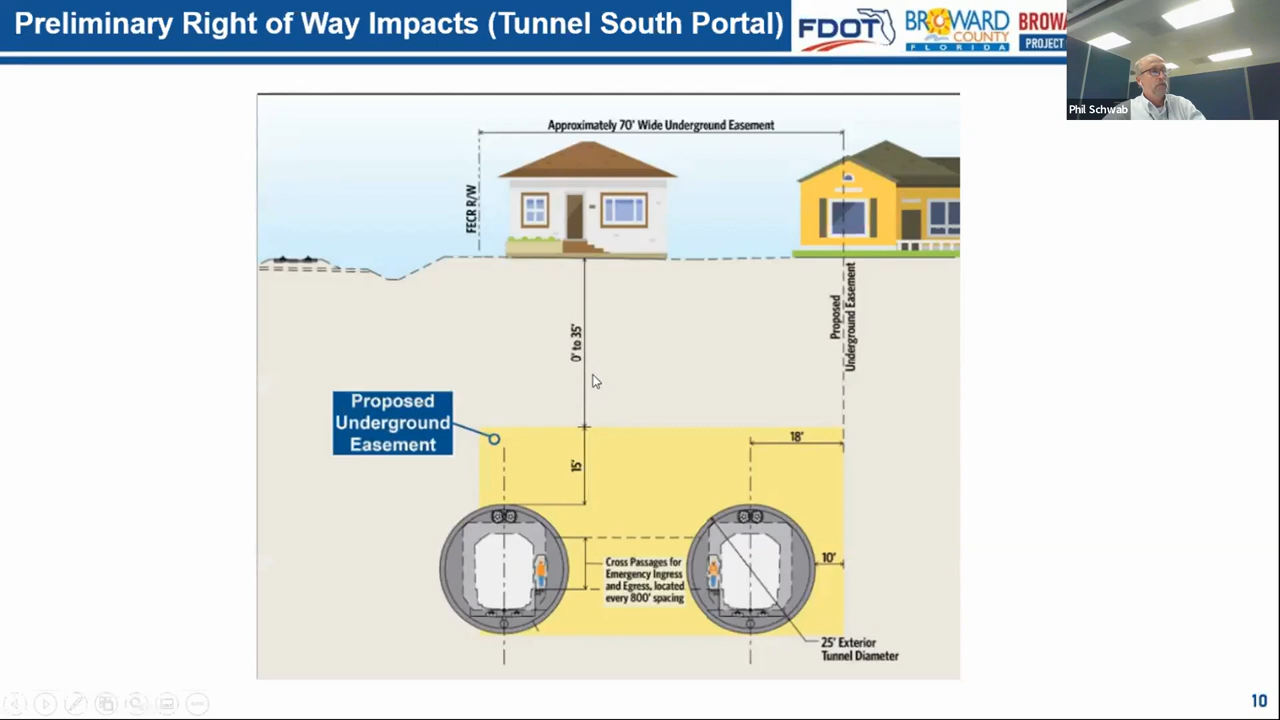 Preliminary Right of Way Impacts (Tunnel South Portal)
FDOT
BROWARD
COUNTY
FLORIDA
PROJECT
Phil Schwab
Approximately 70' Wide Underground Easement
FECR R/W
Proposed
Underground Easement
0' to 35'
Proposed
Underground
Easement
18'
15'
10'
Cross Passages for
Emergency Ingress
and Egress, located
every 800' spacing
25' Exterior
Tunnel Diameter
10